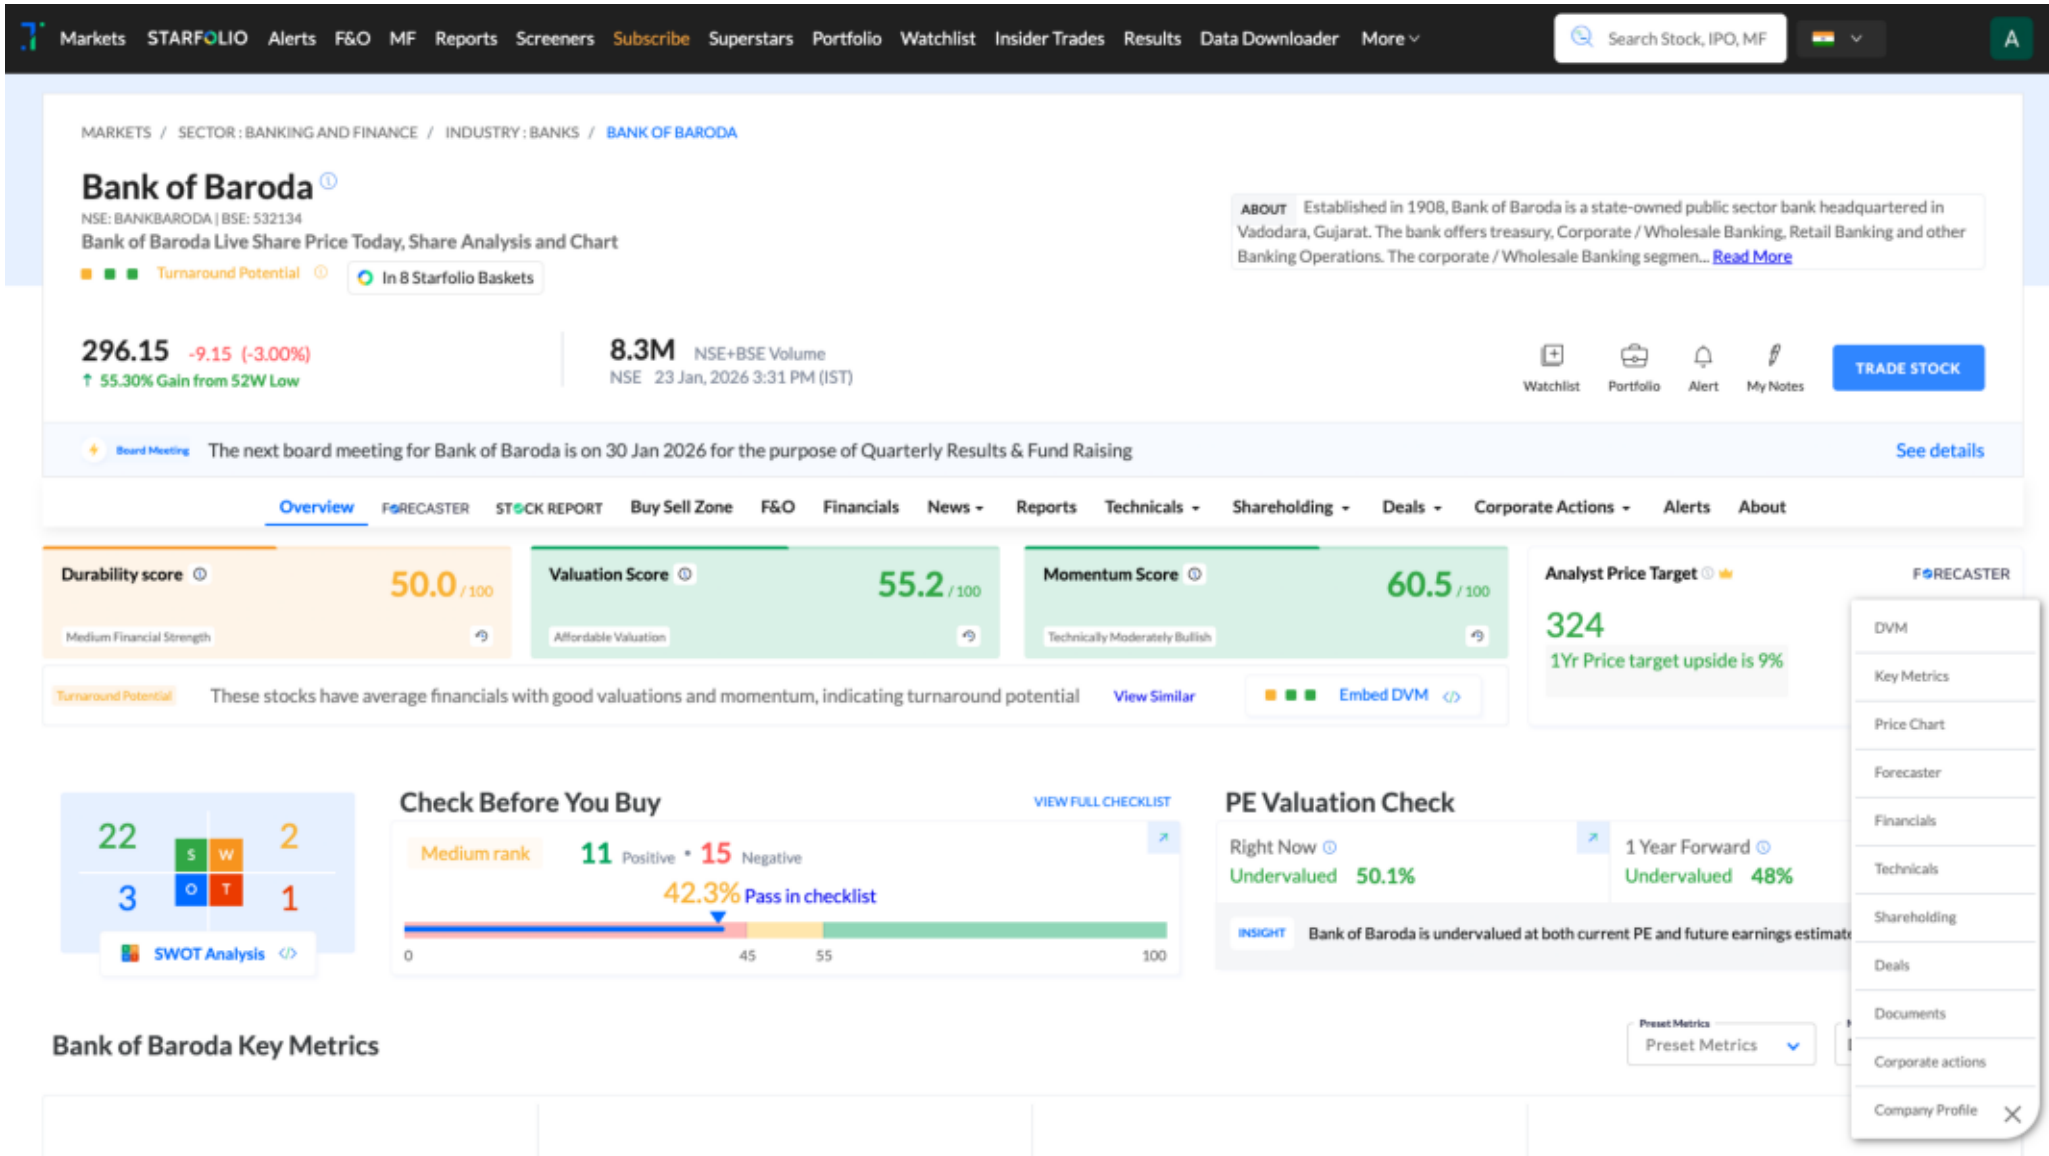 Markets STARFOLIO Alerts F&O MF Reports Screeners Subscribe Superstars Portfolio Watchlist Insider Trades Results Data Downloader More Search Stock, IPO, MF A
MARKETS / SECTOR : BANKING AND FINANCE / INDUSTRY : BANKS / BANK OF BARODA
Bank of Baroda
NSE: BANKBARODA | BSE: 532134
Bank of Baroda Live Share Price Today, Share Analysis and Chart
Turnaround Potential In 8 Starfolio Baskets
ABOUT Established in 1908, Bank of Baroda is a state-owned public sector bank headquartered in
Vadodara, Gujarat. The bank offers treasury, Corporate / Wholesale Banking, Retail Banking and other
Banking Operations. The corporate / Wholesale Banking segmen... Read More
296.15 -9.15 (-3.00%)
↑ 55.30% Gain from 52W Low
8.3M NSE+BSE Volume
NSE 23 Jan, 2026 3:31 PM (IST)
Watchlist Portfolio Alert My Notes TRADE STOCK
Board Meeting The next board meeting for Bank of Baroda is on 30 Jan 2026 for the purpose of Quarterly Results & Fund Raising See details
Overview FORECASTER STOCK REPORT Buy Sell Zone F&O Financials News Reports Technicals Shareholding Deals Corporate Actions Alerts About
Durability score 50.0 / 100
Medium Financial Strength
Valuation Score 55.2 / 100
Affordable Valuation
Momentum Score 60.5 / 100
Technically Moderately Bullish
Analyst Price Target FORECASTER
324
1Yr Price target upside is 9%
Turnaround Potential These stocks have average financials with good valuations and momentum, indicating turnaround potential View Similar Embed DVM </>
22 2
S W
3 O T 1
SWOT Analysis </>
Check Before You Buy VIEW FULL CHECKLIST
Medium rank 11 Positive • 15 Negative
42.3% Pass in checklist
0 45 55 100
PE Valuation Check
Right Now 1 Year Forward
Undervalued 50.1% Undervalued 48%
INSIGHT Bank of Baroda is undervalued at both current PE and future earnings estimate
Bank of Baroda Key Metrics
Preset Metrics
Preset Metrics
DVM
Key Metrics
Price Chart
Forecaster
Financials
Technicals
Shareholding
Deals
Documents
Corporate actions
Company Profile